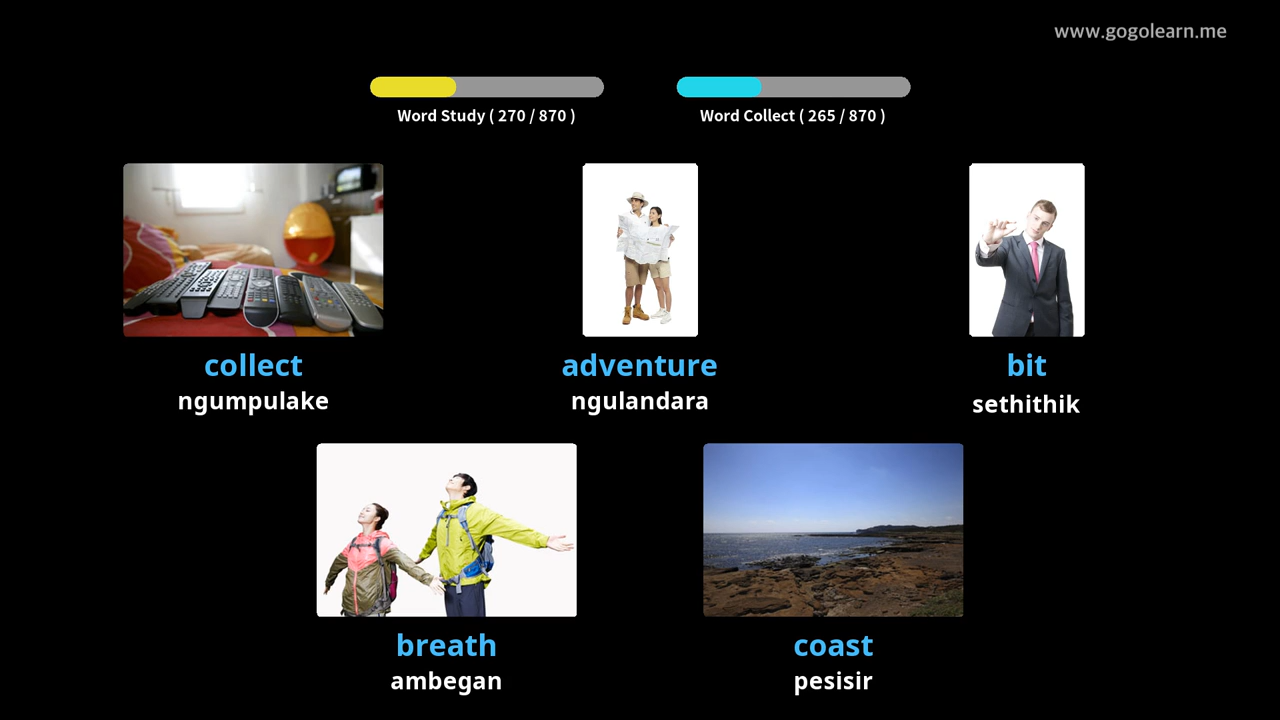 www.gogolearn.me
Word Study ( 270 / 870 )
Word Collect ( 265 / 870 )
collect
ngumpulake
adventure
ngulandara
bit
sethithik
breath
ambegan
coast
pesisir